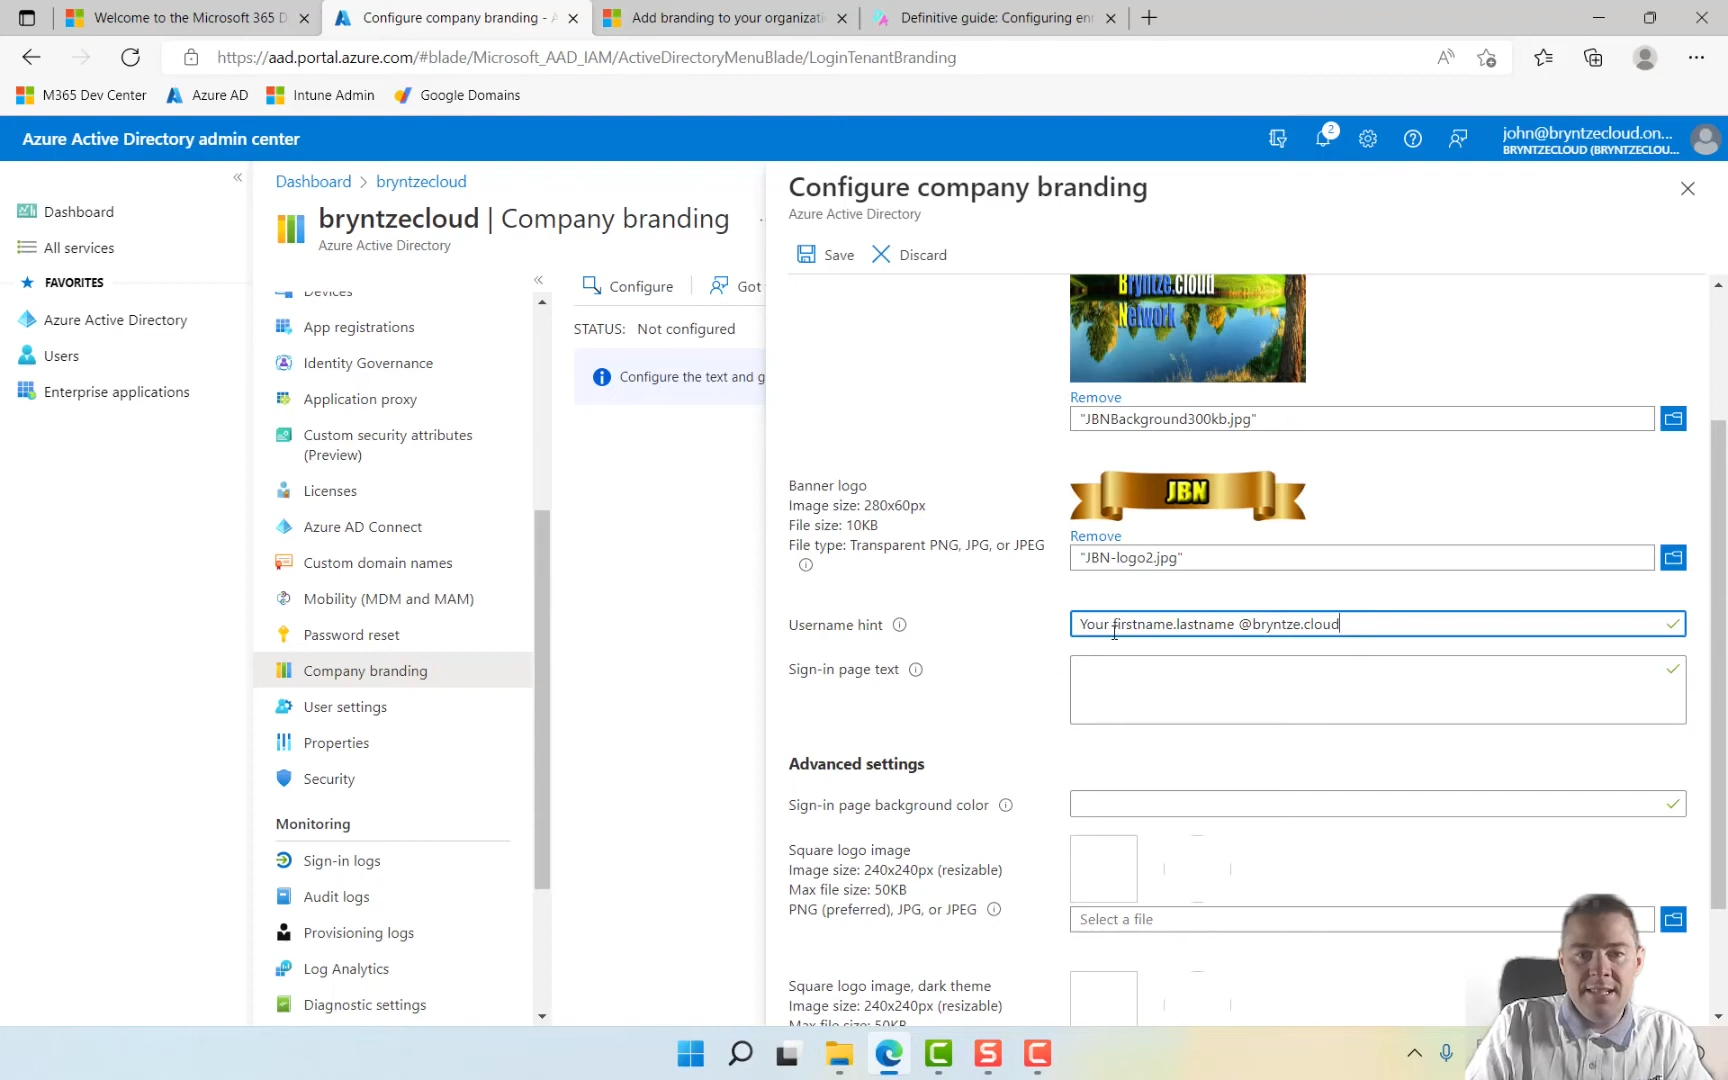 Welcome to the Microsoft 365 D
Configure company branding - A
Add branding to your organizati
Definitive guide: Configuring en
https://aad.portal.azure.com/#blade/Microsoft_AAD_IAM/ActiveDirectoryMenuBlade/LoginTenantBranding
M365 Dev Center
Azure AD
Intune Admin
Google Domains
Azure Active Directory admin center
2
john@bryntzecloud.on...
BRYNTZECLOUD (BRYNTZECLOU...
Dashboard
All services
FAVORITES
Azure Active Directory
Users
Enterprise applications
Dashboard > bryntzecloud
bryntzecloud | Company branding
Azure Active Directory
Devices
App registrations
Identity Governance
Application proxy
Custom security attributes
(Preview)
Licenses
Azure AD Connect
Custom domain names
Mobility (MDM and MAM)
Password reset
Company branding
User settings
Properties
Security
Monitoring
Sign-in logs
Audit logs
Provisioning logs
Log Analytics
Diagnostic settings
Configure
Got
STATUS: Not configured
Configure the text and g
Configure company branding
Azure Active Directory
Save
Discard
Bryntze.cloud
Network
Remove
"JBNBackground300kb.jpg"
Banner logo
Image size: 280x60px
File size: 10KB
File type: Transparent PNG, JPG, or JPEG
JBN
Remove
"JBN-logo2.jpg"
Username hint
Your firstname.lastname @bryntze.cloud
Sign-in page text
Advanced settings
Sign-in page background color
Square logo image
Image size: 240x240px (resizable)
Max file size: 50KB
PNG (preferred), JPG, or JPEG
Select a file
Square logo image, dark theme
Image size: 240x240px (resizable)
Max file size: 50KB